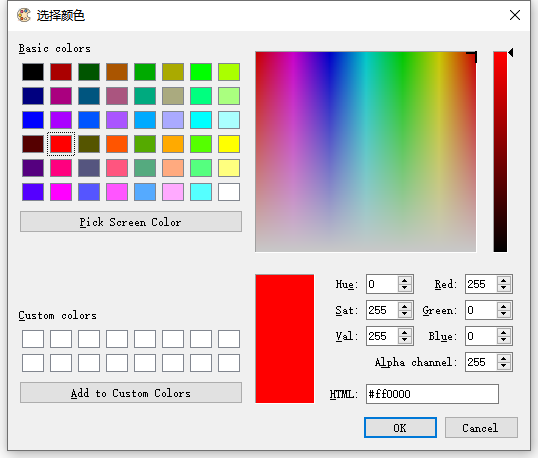 选择颜色
Basic colors
Pick Screen Color
Custom colors
Add to Custom Colors
Hue: 0 Red: 255
Sat: 255 Green: 0
Val: 255 Blue: 0
Alpha channel: 255
HTML: #ff0000
OK Cancel